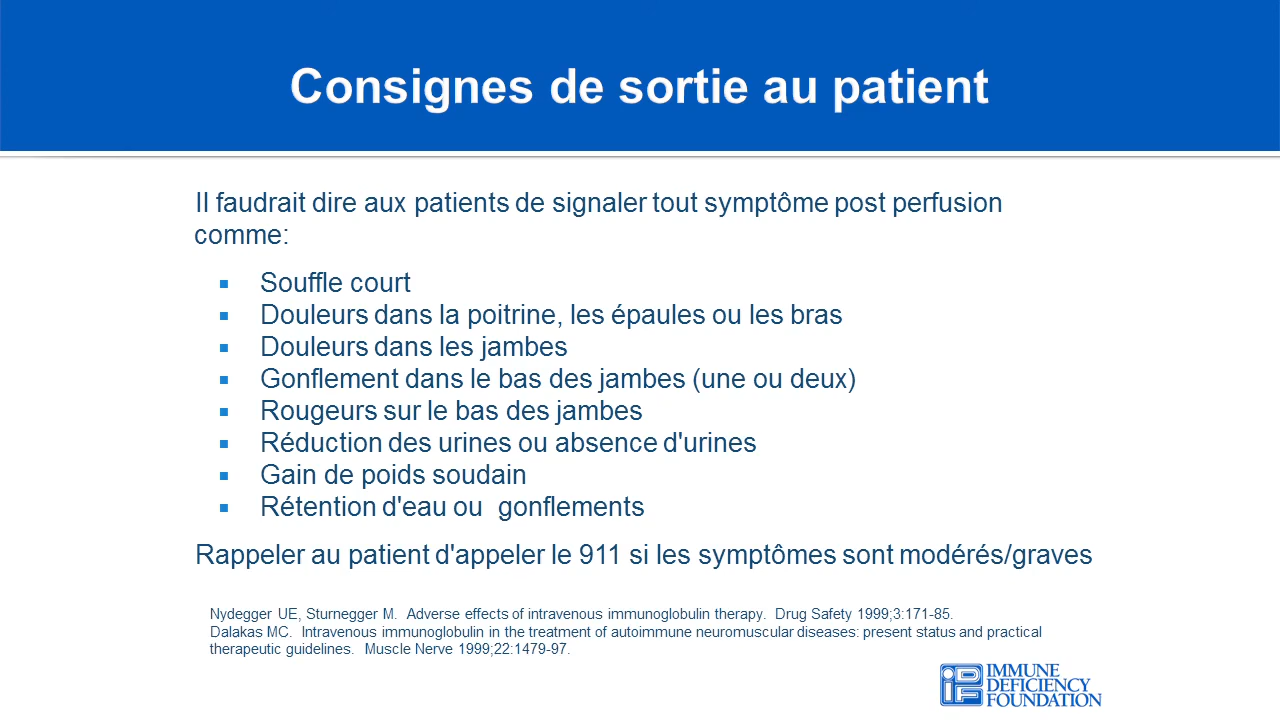 Consignes de sortie au patient
Il faudrait dire aux patients de signaler tout symptôme post perfusion
comme:
▪ Souffle court
▪ Douleurs dans la poitrine, les épaules ou les bras
▪ Douleurs dans les jambes
▪ Gonflement dans le bas des jambes (une ou deux)
▪ Rougeurs sur le bas des jambes
▪ Réduction des urines ou absence d'urines
▪ Gain de poids soudain
▪ Rétention d'eau ou  gonflements
Rappeler au patient d'appeler le 911 si les symptômes sont modérés/graves
Nydegger UE, Sturnegger M.  Adverse effects of intravenous immunoglobulin therapy.  Drug Safety 1999;3:171-85.
Dalakas MC.  Intravenous immunoglobulin in the treatment of autoimmune neuromuscular diseases: present status and practical
therapeutic guidelines.  Muscle Nerve 1999;22:1479-97.
IDF
IMMUNE
DEFICIENCY
FOUNDATION